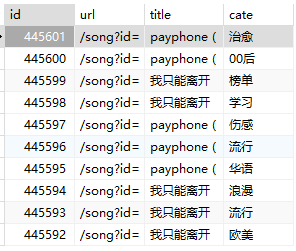 id url title cate
445601 /song?id= payphone ( 治愈
445600 /song?id= payphone ( 00后
445599 /song?id= 我只能离开 榜单
445598 /song?id= 我只能离开 学习
445597 /song?id= payphone ( 伤感
445596 /song?id= payphone ( 流行
445595 /song?id= payphone ( 华语
445594 /song?id= 我只能离开 浪漫
445593 /song?id= 我只能离开 流行
445592 /song?id= 我只能离开 欧美